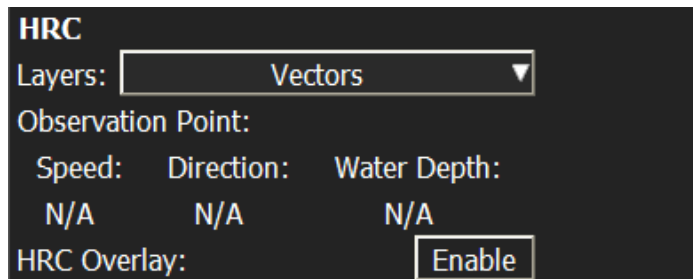 HRC
Layers: Vectors
Observation Point:
Speed: Direction: Water Depth:
N/A N/A N/A
HRC Overlay: Enable